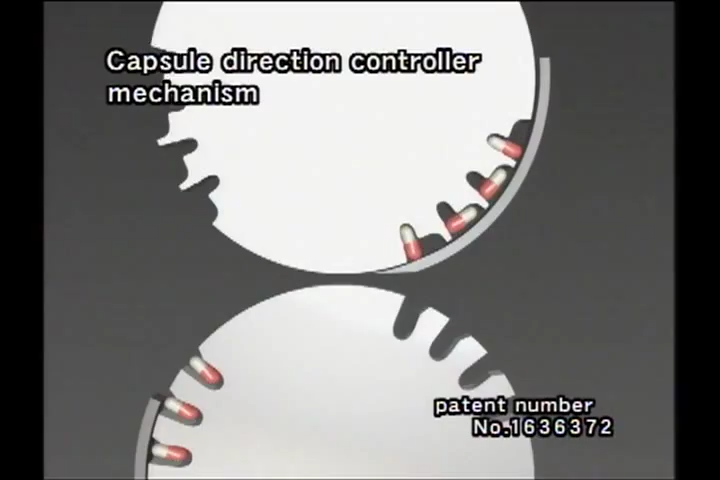 Capsule direction controller
mechanism
patent number
No.1636372